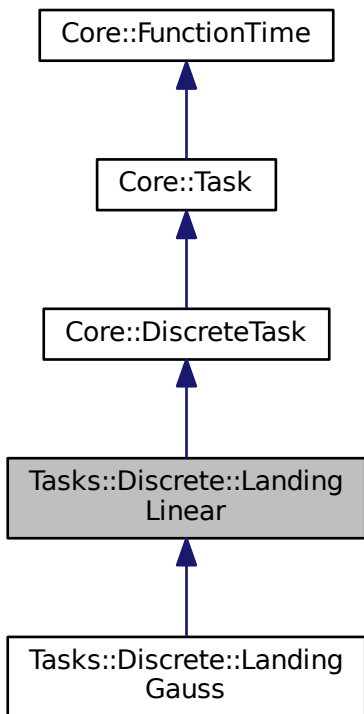 Core::FunctionTime
Core::Task
Core::DiscreteTask
Tasks::Discrete::Landing
Linear
Tasks::Discrete::Landing
Gauss